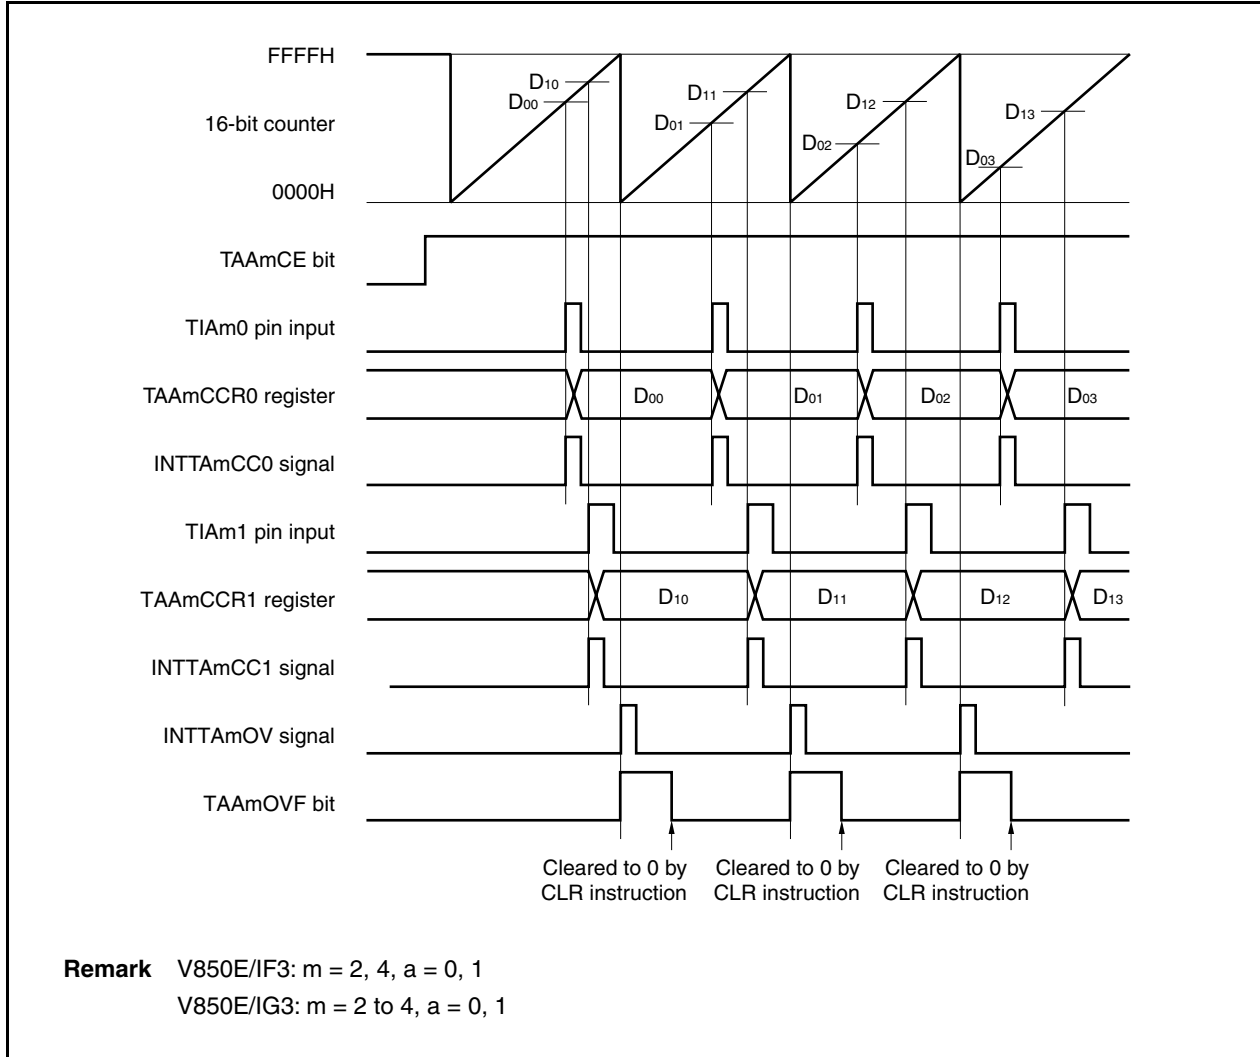 FFFFH
D10
D00
D11
D01
D12
D02
D13
D03
16-bit counter
0000H
TAAmCE bit
TIAm0 pin input
TAAmCCR0 register
D00
D01
D02
D03
INTTAmCC0 signal
TIAm1 pin input
TAAmCCR1 register
D10
D11
D12
D13
INTTAmCC1 signal
INTTAmOV signal
TAAmOVF bit
Cleared to 0 by
CLR instruction
Cleared to 0 by
CLR instruction
Cleared to 0 by
CLR instruction
Remark V850E/IF3: m = 2, 4, a = 0, 1
V850E/IG3: m = 2 to 4, a = 0, 1